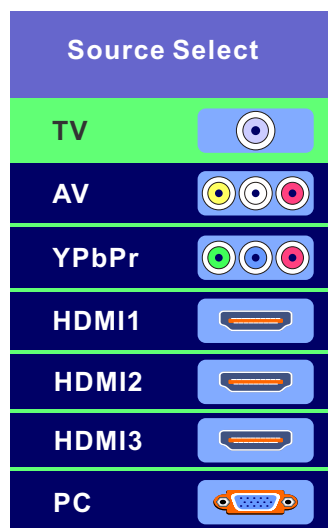 Source Select
TV
AV
YPbPr
HDMI1
HDMI2
HDMI3
PC